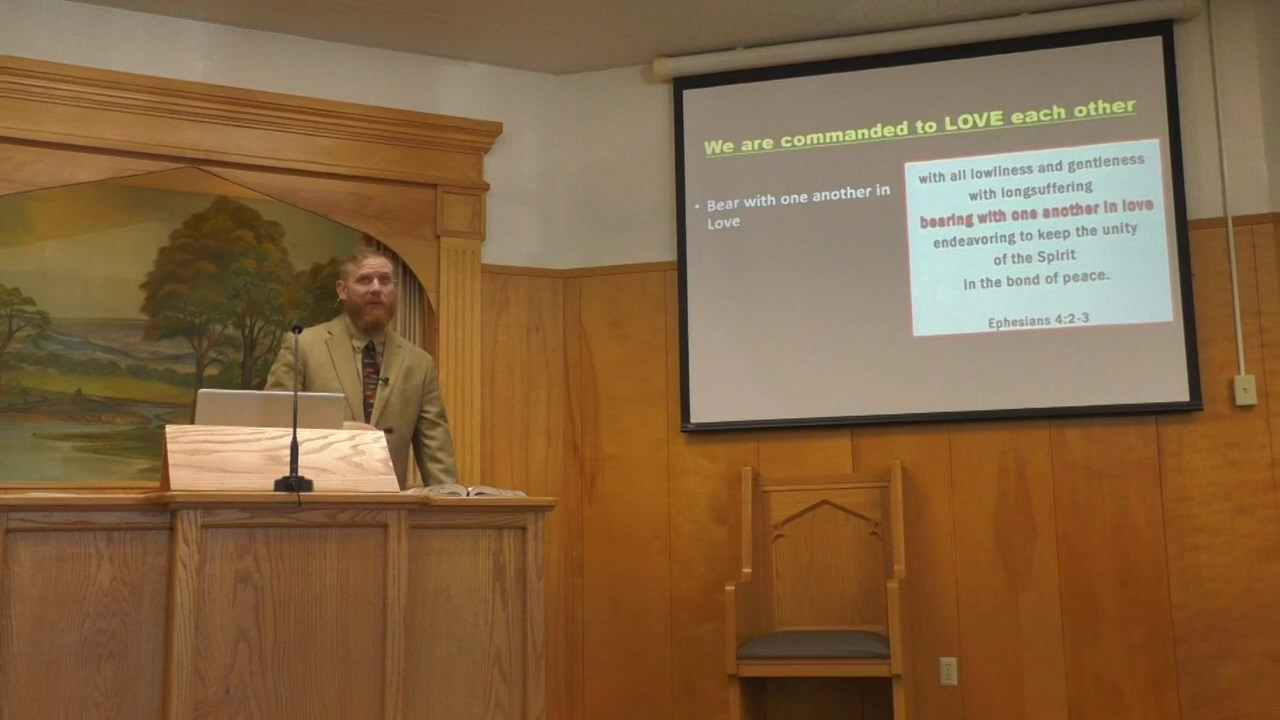 We are commanded to LOVE each other
• Bear with one another in
Love
with all lowliness and gentleness
with longsuffering
bearing with one another in love
endeavoring to keep the unity
of the Spirit
in the bond of peace.
Ephesians 4:2-3